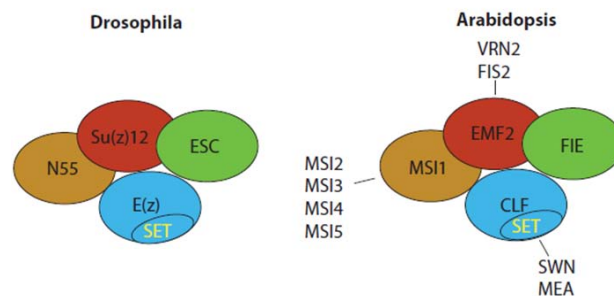 Drosophila
Su(z)12
ESC
N55
E(z)
SET
Arabidopsis
VRN2
FIS2
EMF2
FIE
MSI1
MSI2
MSI3
MSI4
MSI5
CLF
SET
SWN
MEA